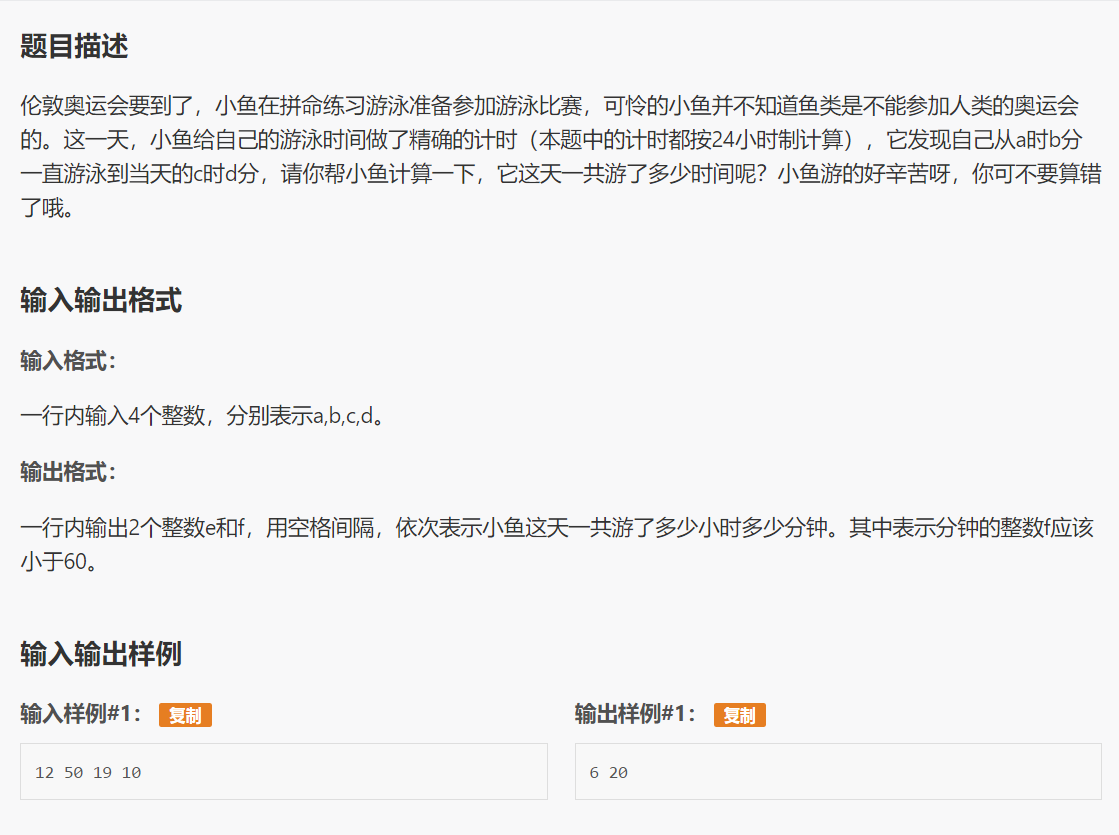 题目描述
伦敦奥运会要到了，小鱼在拼命练习游泳准备参加游泳比赛，可怜的小鱼并不知道鱼类是不能参加人类的奥运会
的。这一天，小鱼给自己的游泳时间做了精确的计时（本题中的计时都按24小时制计算），它发现自己从a时b分
一直游泳到当天的c时d分，请你帮小鱼计算一下，它这天一共游了多少时间呢？小鱼游的好辛苦呀，你可不要算错
了哦。
输入输出格式
输入格式：
一行内输入4个整数，分别表示a,b,c,d。
输出格式：
一行内输出2个整数e和f，用空格间隔，依次表示小鱼这天一共游了多少小时多少分钟。其中表示分钟的整数f应该
小于60。
输入输出样例
输入样例#1： 复制
12 50 19 10
输出样例#1： 复制
6 20